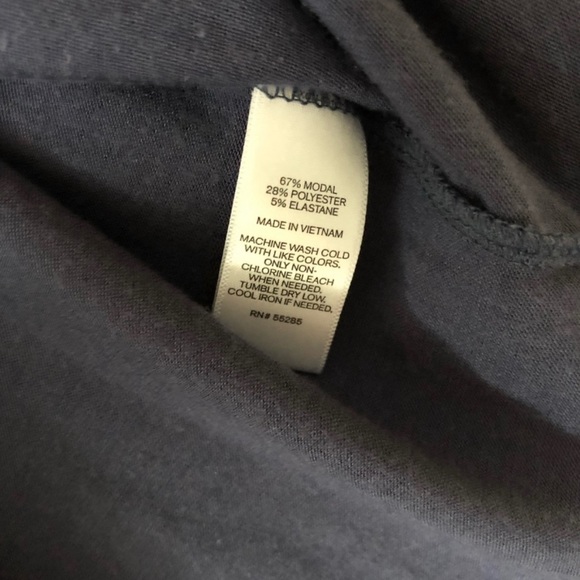 67% MODAL
28% POLYESTER
5% ELASTANE
MADE IN VIETNAM
MACHINE WASH COLD
WITH LIKE COLORS.
ONLY NON-
CHLORINE BLEACH
WHEN NEEDED.
TUMBLE DRY LOW.
COOL IRON IF NEEDED.
RN# 55285